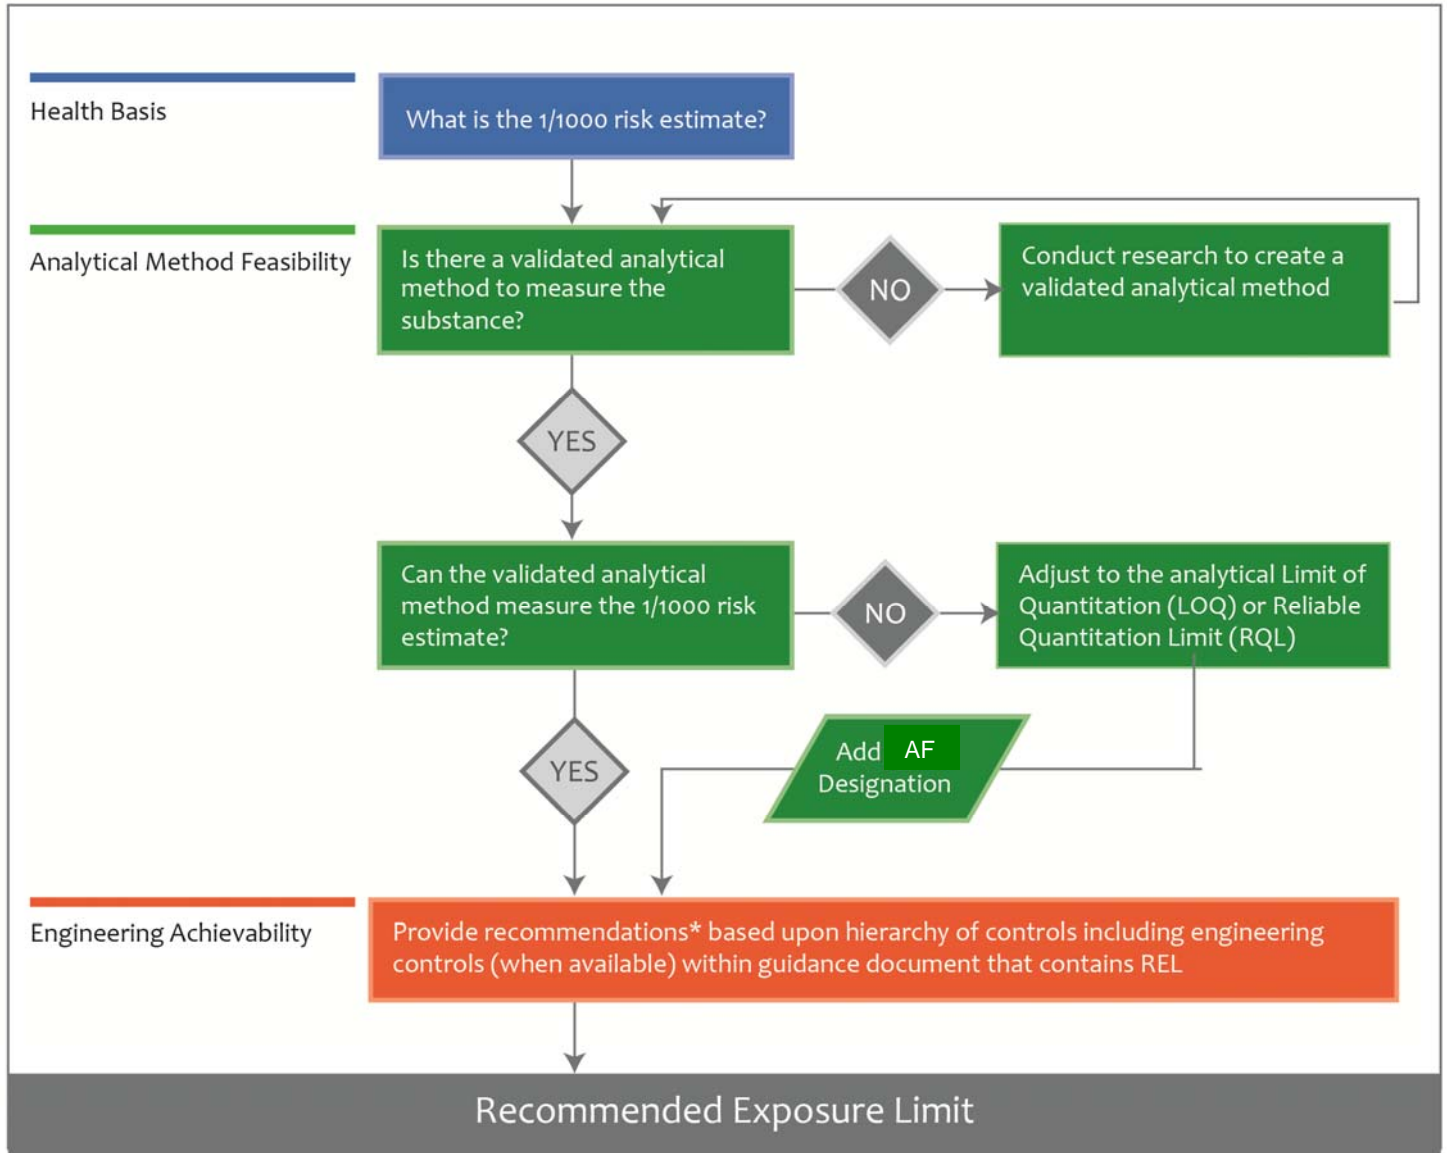 Health Basis
What is the 1/1000 risk estimate?
Analytical Method Feasibility
Is there a validated analytical
method to measure the
substance?
NO
Conduct research to create a
validated analytical method
YES
Can the validated analytical
method measure the 1/1000 risk
estimate?
NO
Adjust to the analytical Limit of
Quantitation (LOQ) or Reliable
Quantitation Limit (RQL)
YES
Add AF
Designation
Engineering Achievability
Provide recommendations* based upon hierarchy of controls including engineering
controls (when available) within guidance document that contains REL
Recommended Exposure Limit